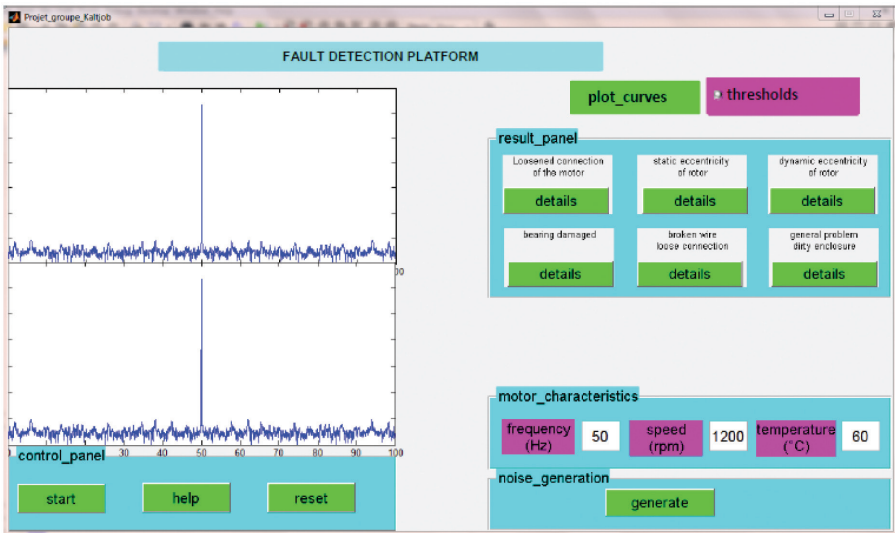 Projet_groupe_Kaltjob
FAULT DETECTION PLATFORM
plot_curves
thresholds
result_panel
Loosened connection
of the motor
details
static eccentricity
of rotor
details
dynamic eccentricity
of rotor
details
bearing damaged
details
broken wire
loose connection
details
general problem
dirty enclosure
details
00
30 40 50 60 70 80 90 100
control_panel
start
help
reset
motor_characteristics
frequency
(Hz)
50
speed
(rpm)
1200
temperature
(°C)
60
noise_generation
generate